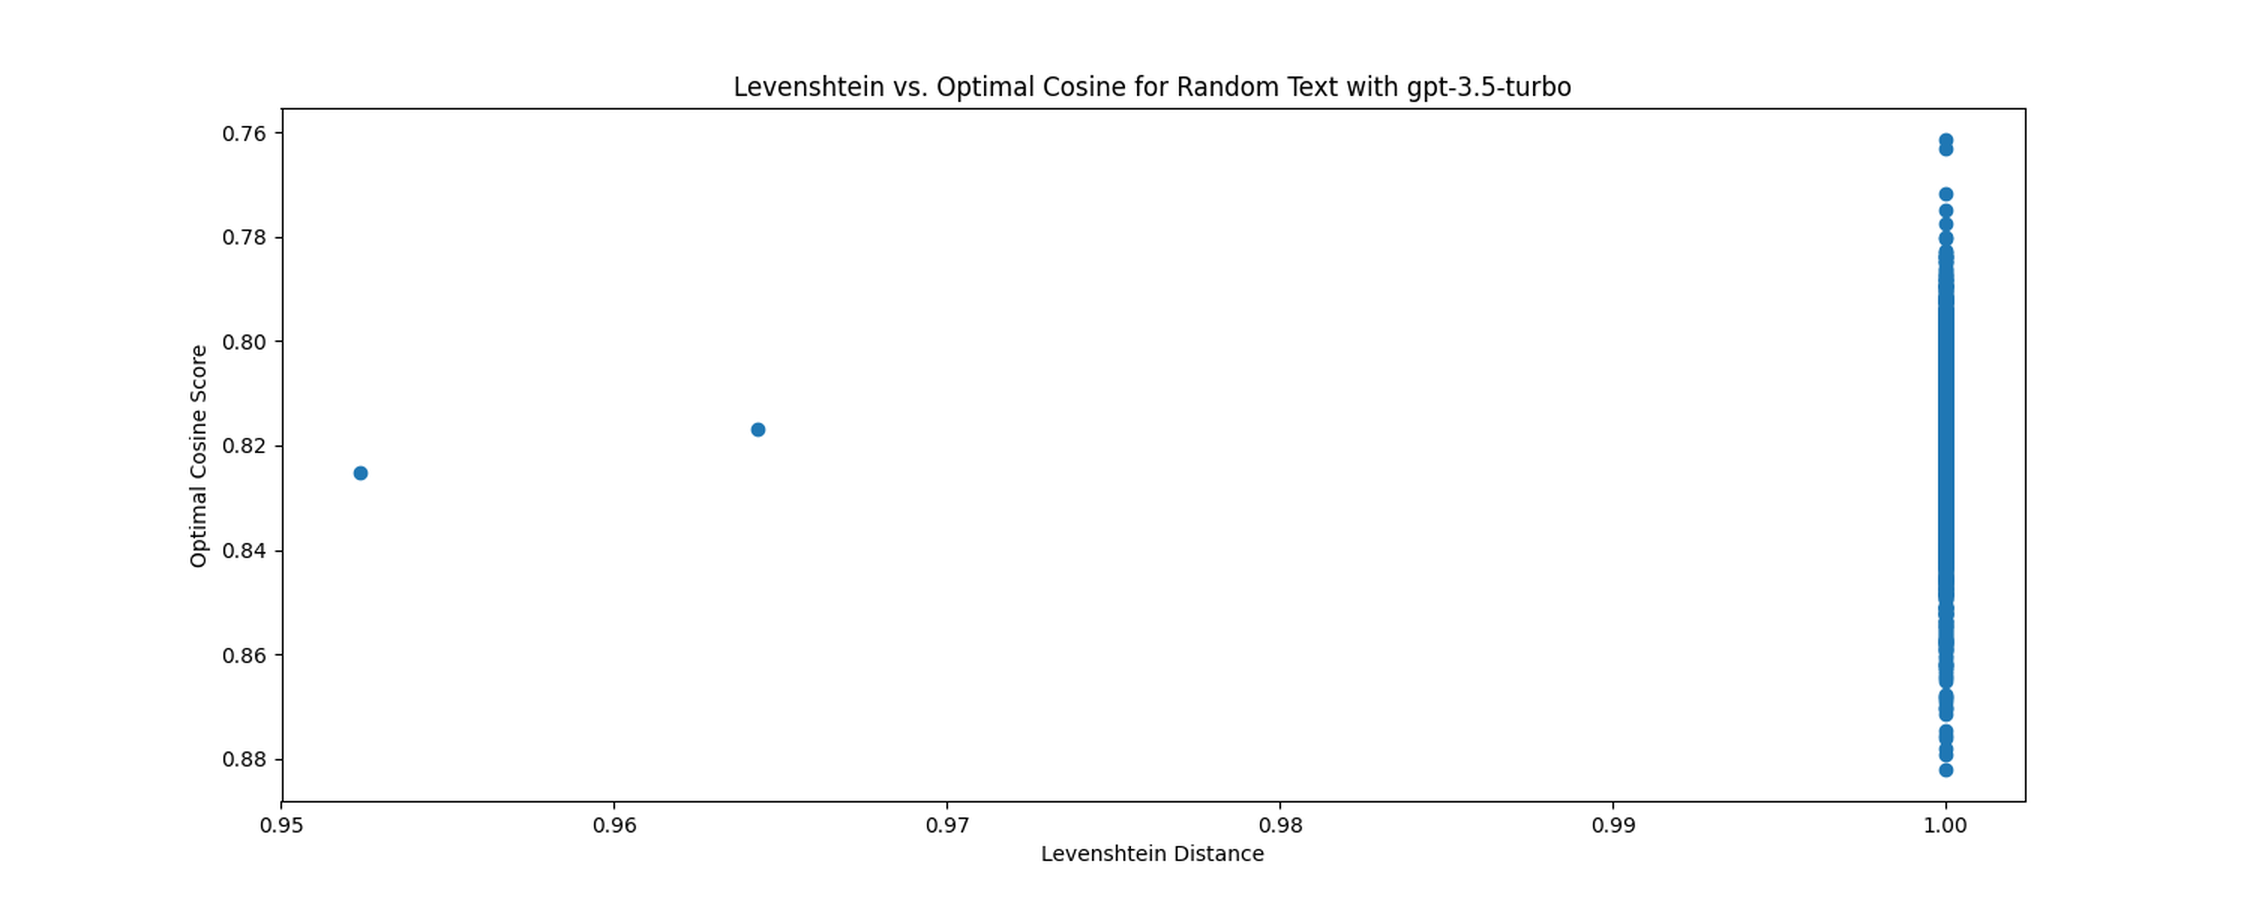 Levenshtein vs. Optimal Cosine for Random Text with gpt-3.5-turbo
0.76
0.78
0.80
0.82
0.84
0.86
0.88
Optimal Cosine Score
0.95 0.96 0.97 0.98 0.99 1.00
Levenshtein Distance